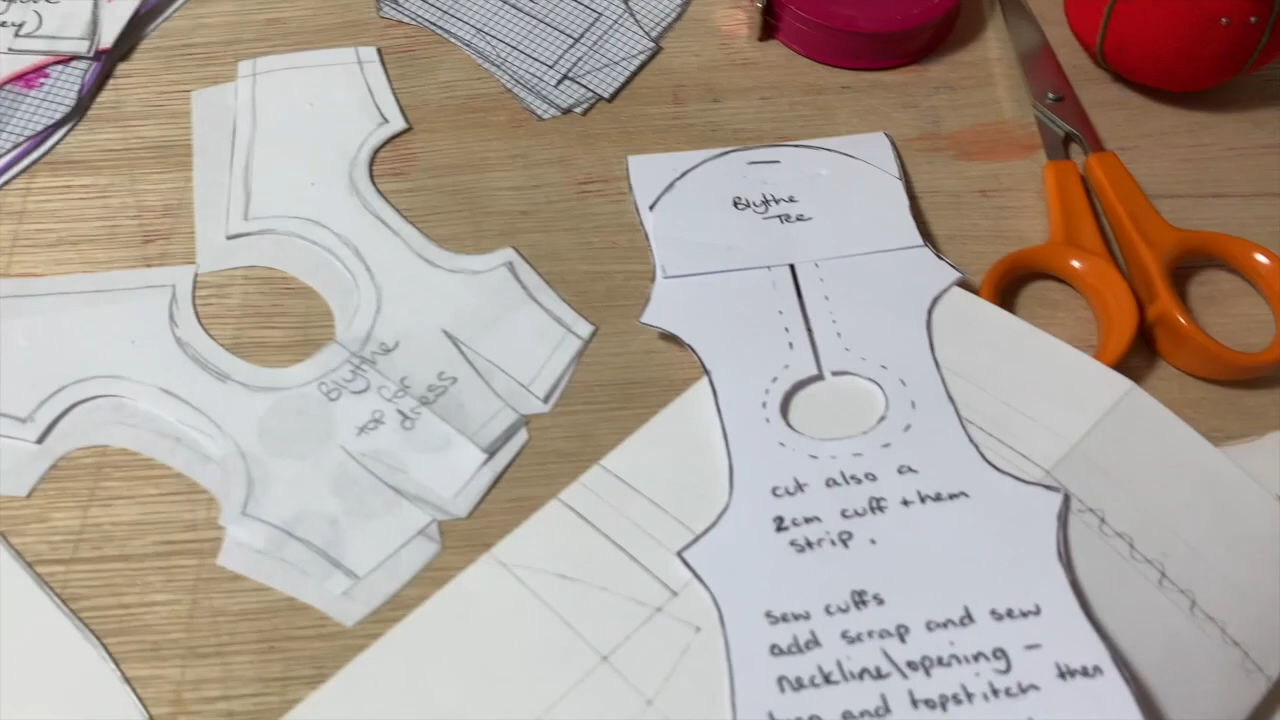 ey)
Blythe
top for
dress
Blythe
Tee
cut also a
2cm cuff + hem
strip.
sew cuffs
add scrap and sew
neckline/opening -
and topstitch then